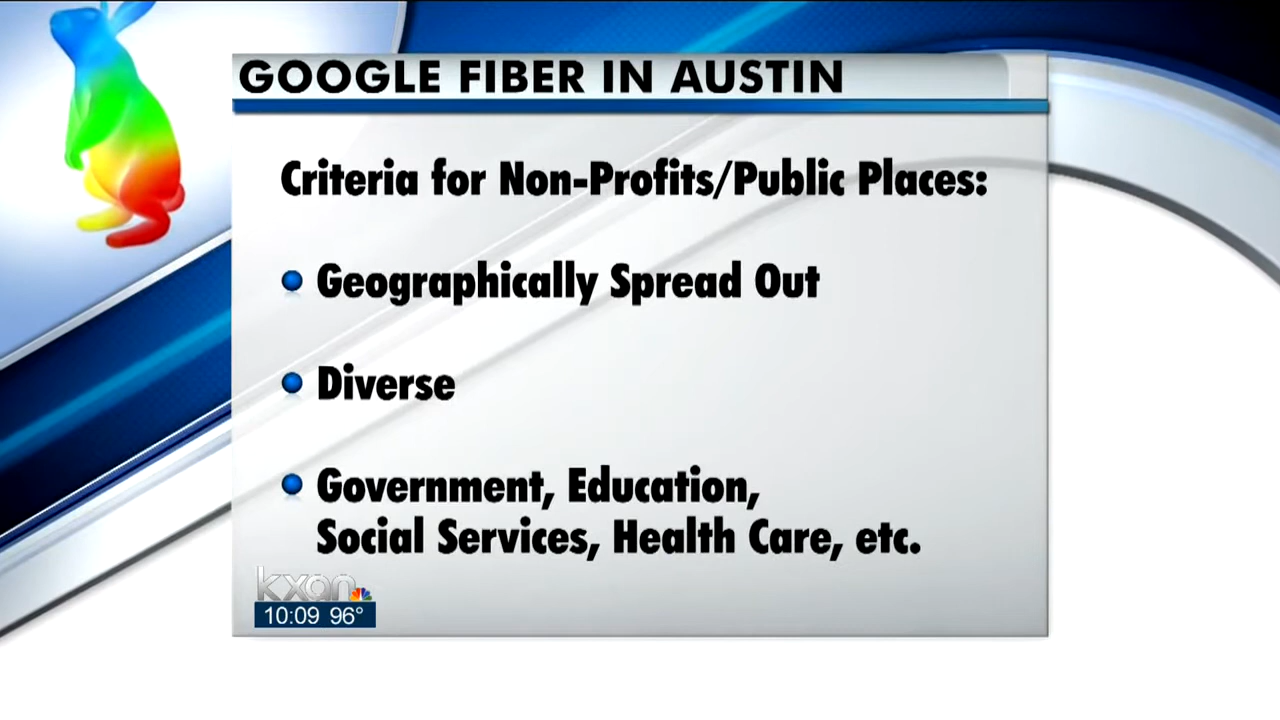 GOOGLE FIBER IN AUSTIN
Criteria for Non-Profits/Public Places:
Geographically Spread Out
Diverse
Government, Education,
Social Services, Health Care, etc.
kxan
10:09 96°